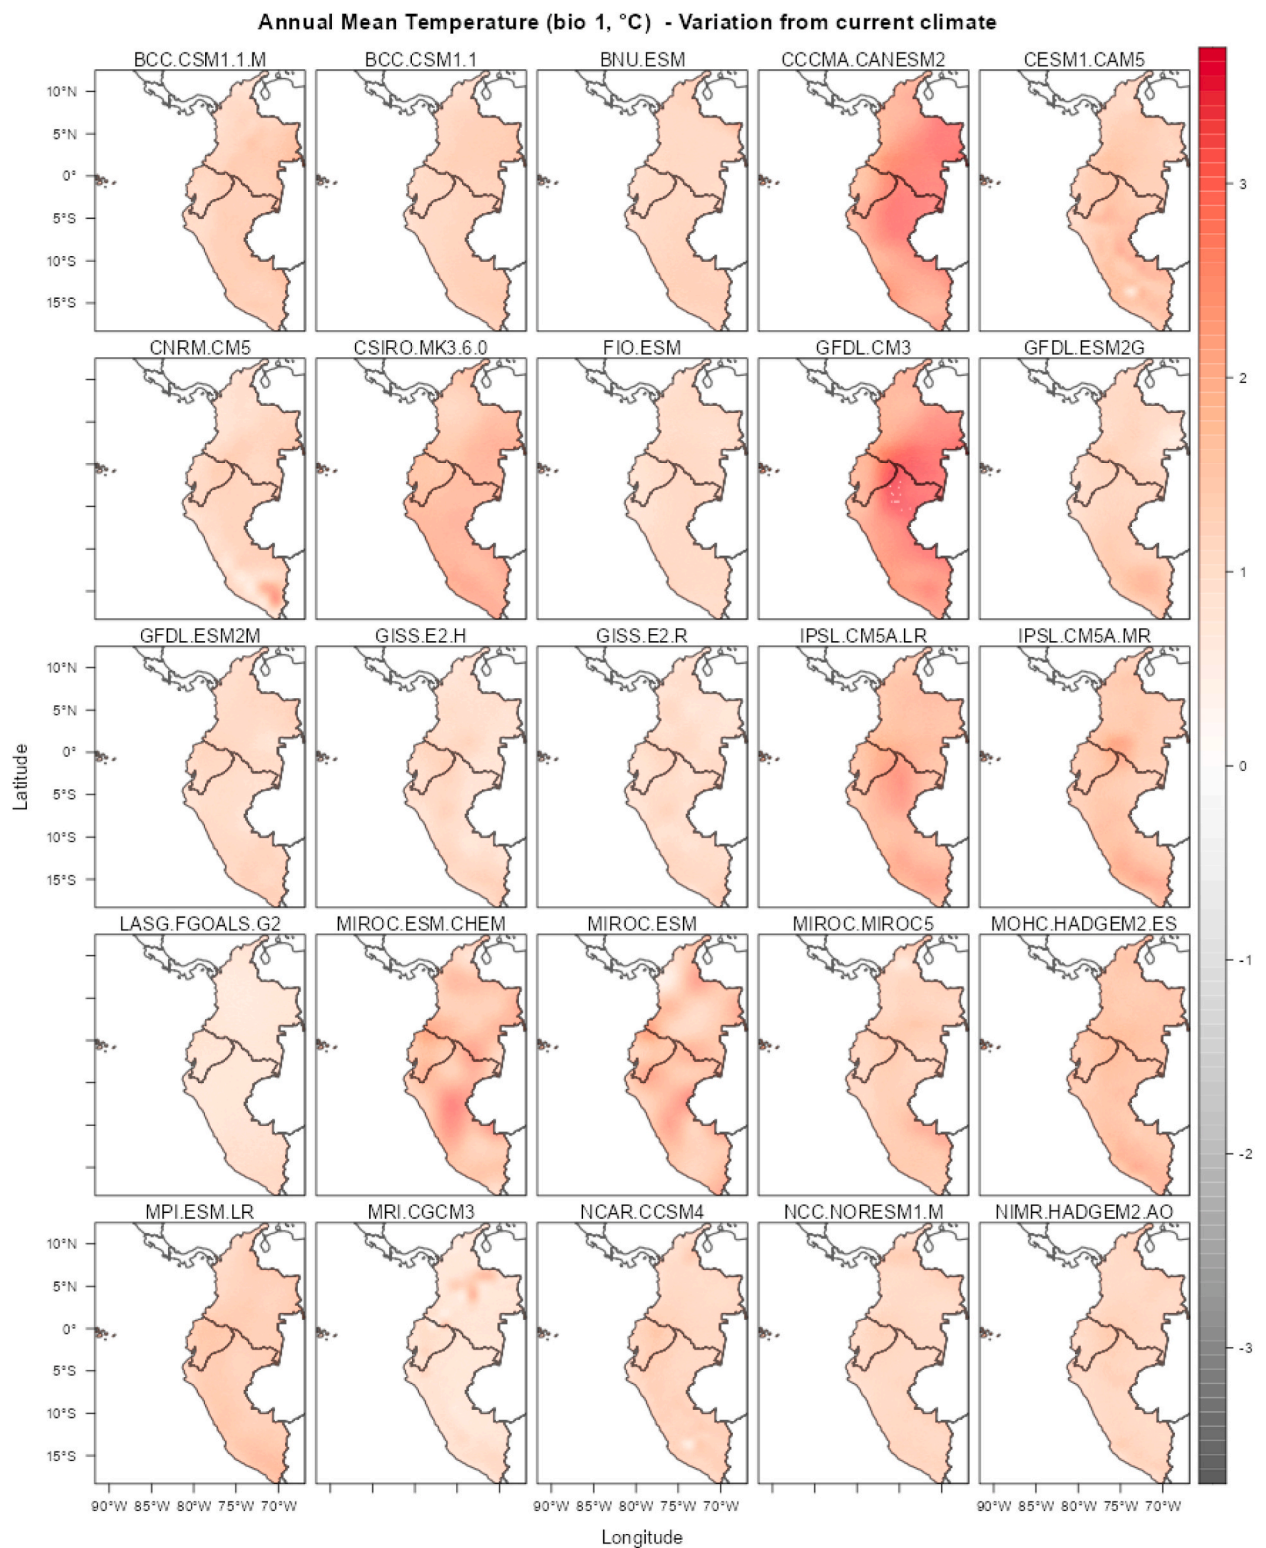 Annual Mean Temperature (bio 1, °C)  - Variation from current climate
BCC.CSM1.1.M BCC.CSM1.1 BNU.ESM CCCMA.CANESM2 CESM1.CAM5
10°N
5°N
0°
5°S
10°S
15°S
CNRM.CM5 CSIRO.MK3.6.0 FIO.ESM GFDL.CM3 GFDL.ESM2G
GFDL.ESM2M GISS.E2.H GISS.E2.R IPSL.CM5A.LR IPSL.CM5A.MR
10°N
5°N
0°
5°S
10°S
15°S
LASG.FGOALS.G2 MIROC.ESM.CHEM MIROC.ESM MIROC.MIROC5 MOHC.HADGEM2.ES
MPI.ESM.LR MRI.CGCM3 NCAR.CCSM4 NCC.NORESM1.M NIMR.HADGEM2.AO
10°N
5°N
0°
5°S
10°S
15°S
90°W 85°W 80°W 75°W 70°W 90°W 85°W 80°W 75°W 70°W 90°W 85°W 80°W 75°W 70°W
Longitude
Latitude
3
2
1
0
-1
-2
-3